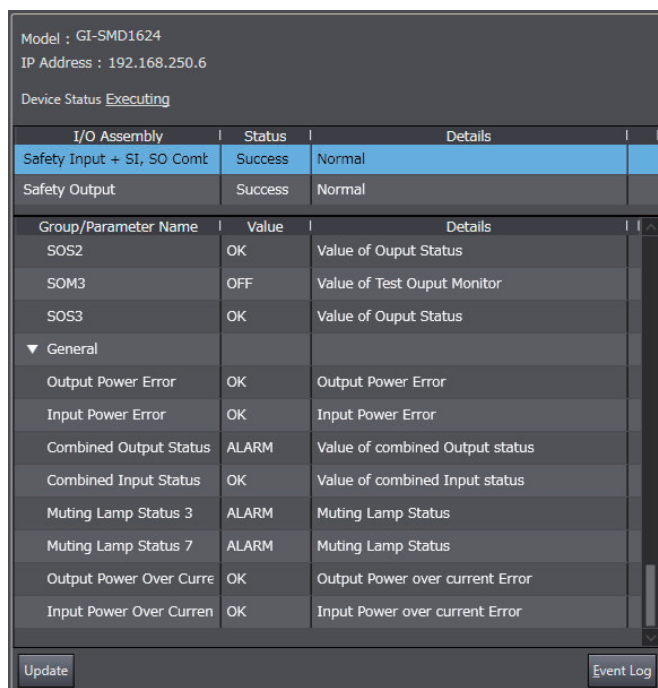 Model : GI-SMD1624
IP Address : 192.168.250.6
Device Status Executing
I/O Assembly Status Details
Safety Input + SI, SO Comb Success Normal
Safety Output Success Normal
Group/Parameter Name Value Details
SOS2 OK Value of Ouput Status
SOM3 OFF Value of Test Ouput Monitor
SOS3 OK Value of Ouput Status
▼ General
Output Power Error OK Output Power Error
Input Power Error OK Input Power Error
Combined Output Status ALARM Value of combined Output status
Combined Input Status OK Value of combined Input status
Muting Lamp Status 3 ALARM Muting Lamp Status
Muting Lamp Status 7 ALARM Muting Lamp Status
Output Power Over Curre OK Output Power over current Error
Input Power Over Curren OK Input Power over current Error
Update Event Log